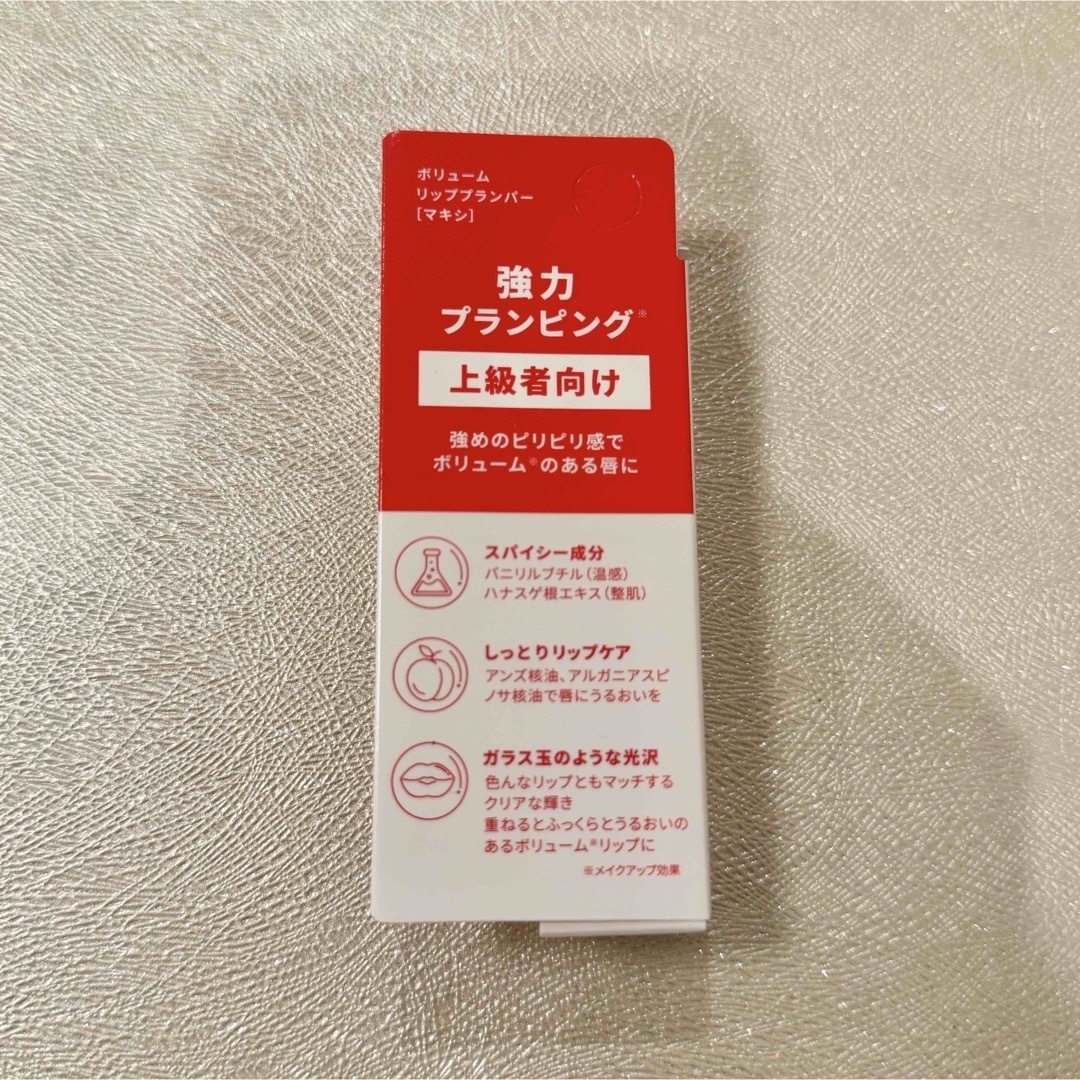 ボリューム
リッププランパー
[マキシ]
強力
プランピング※
上級者向け
強めのピリピリ感で
ボリューム※のある唇に
スパイシー成分
バニリルブチル（温感）
ハナスゲ根エキス（整肌）
しっとりリップケア
アンズ核油、アルガニアスピ
ノサ核油で唇にうるおいを
ガラス玉のような光沢
色んなリップともマッチする
クリアな輝き
重ねるとふっくらとうるおいの
あるボリューム※リップに
※メイクアップ効果